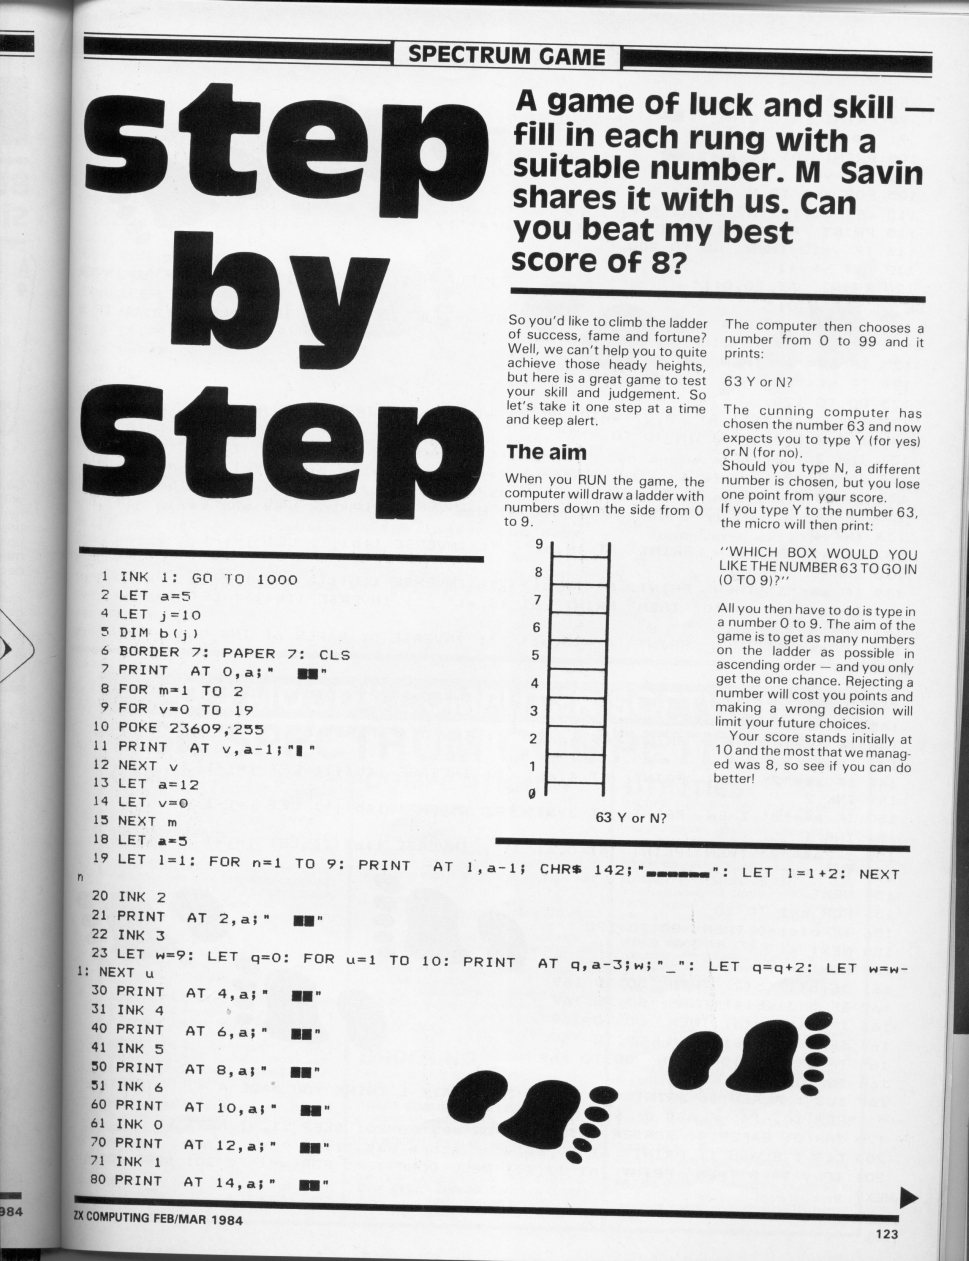 SPECTRUM GAME
step
by
Step
A game of luck and skill —
fill in each rung with a
suitable number. M Savin
shares it with us. Can
you beat my best
score of 8?
So you'd like to climb the ladder
of success, fame and fortune?
Well, we can't help you to quite
achieve those heady heights,
but here is a great game to test
your skill and judgement. So
let's take it one step at a time
and keep alert.
The aim
When you RUN the game, the
computer will draw a ladder with
numbers down the side from 0
to 9.
9
8
7
6
5
4
3
2
1
0
63 Y or N?
The computer then chooses a
number from 0 to 99 and it
prints:
63 Y or N?
The cunning computer has
chosen the number 63 and now
expects you to type Y (for yes)
or N (for no).
Should you type N, a different
number is chosen, but you lose
one point from your score.
If you type Y to the number 63,
the micro will then print:
"WHICH BOX WOULD YOU
LIKE THE NUMBER 63 TO GO IN
(0 TO 9)?"
All you then have to do is type in
a number 0 to 9. The aim of the
game is to get as many numbers
on the ladder as possible in
ascending order — and you only
get the one chance. Rejecting a
number will cost you points and
making a wrong decision will
limit your future choices.
Your score stands initially at
10 and the most that we manag-
ed was 8, so see if you can do
better!
1 INK 1: GO TO 1000
2 LET a=5
4 LET j=10
5 DIM b(j)
6 BORDER 7: PAPER 7: CLS
7 PRINT AT 0,a;" ■■"
8 FOR m=1 TO 2
9 FOR v=0 TO 19
10 POKE 23609,255
11 PRINT AT v,a-1;"▌"
12 NEXT v
13 LET a=12
14 LET v=0
15 NEXT m
18 LET a=5
19 LET l=1: FOR n=1 TO 9: PRINT AT l,a-1; CHR$ 142;"▄▄▄▄▄▄": LET l=l+2: NEXT
n
20 INK 2
21 PRINT AT 2,a;" ■■"
22 INK 3
23 LET w=9: LET q=0: FOR u=1 TO 10: PRINT AT q,a-3;w;"_": LET q=q+2: LET w=w-
1: NEXT u
30 PRINT AT 4,a;" ■■"
31 INK 4
40 PRINT AT 6,a;" ■■"
41 INK 5
50 PRINT AT 8,a;" ■■"
51 INK 6
60 PRINT AT 10,a;" ■■"
61 INK 0
70 PRINT AT 12,a;" ■■"
71 INK 1
80 PRINT AT 14,a;" ■■"
984
ZX COMPUTING FEB/MAR 1984
123